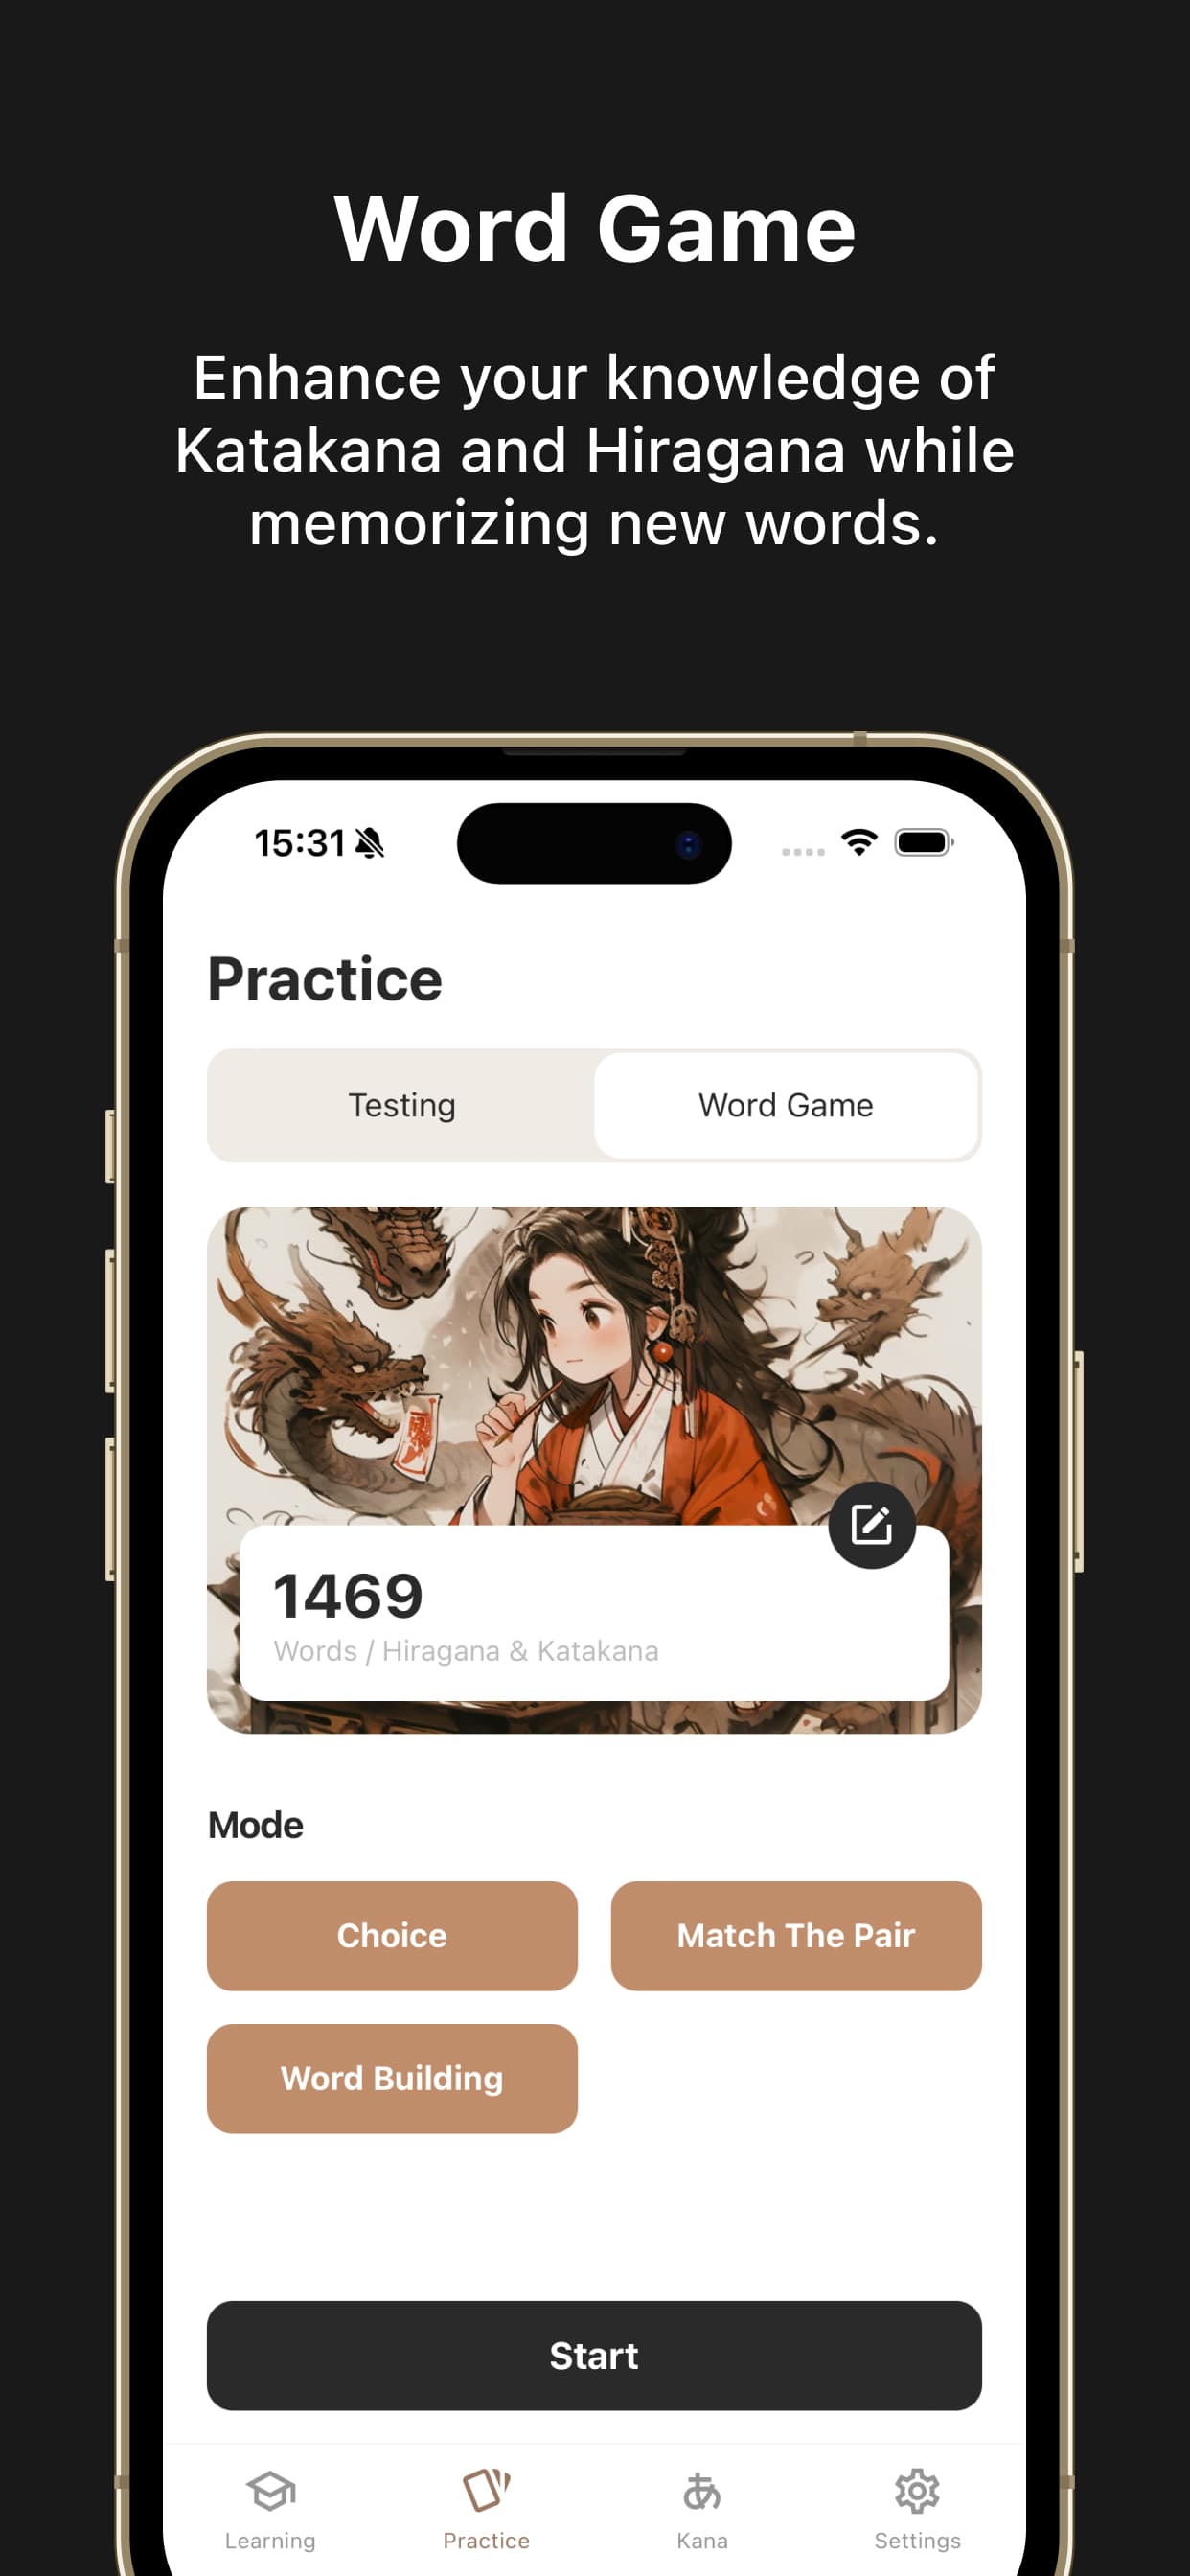 Word Game
Enhance your knowledge of
Katakana and Hiragana while
memorizing new words.
15:31
Practice
Testing
Word Game
1469
Words / Hiragana & Katakana
Mode
Choice
Match The Pair
Word Building
Start
あ
Learning
Practice
Kana
Settings